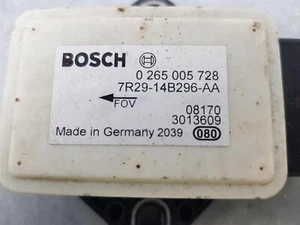 BOSCH
0 265 005 728
7R29-14B296-AA
FOV
08170
3013609
Made in Germany 2039 080